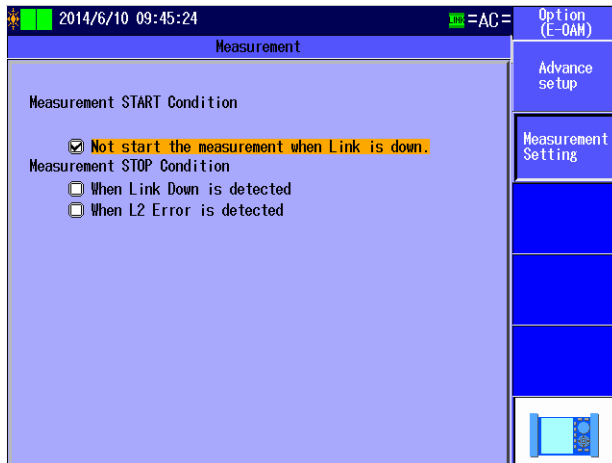 2014/6/10 09:45:24
LINK =AC=
Option
(E-OAM)
Measurement
Advance
setup
Measurement START Condition
Not start the measurement when Link is down.
Measurement
Setting
Measurement STOP Condition
When Link Down is detected
When L2 Error is detected